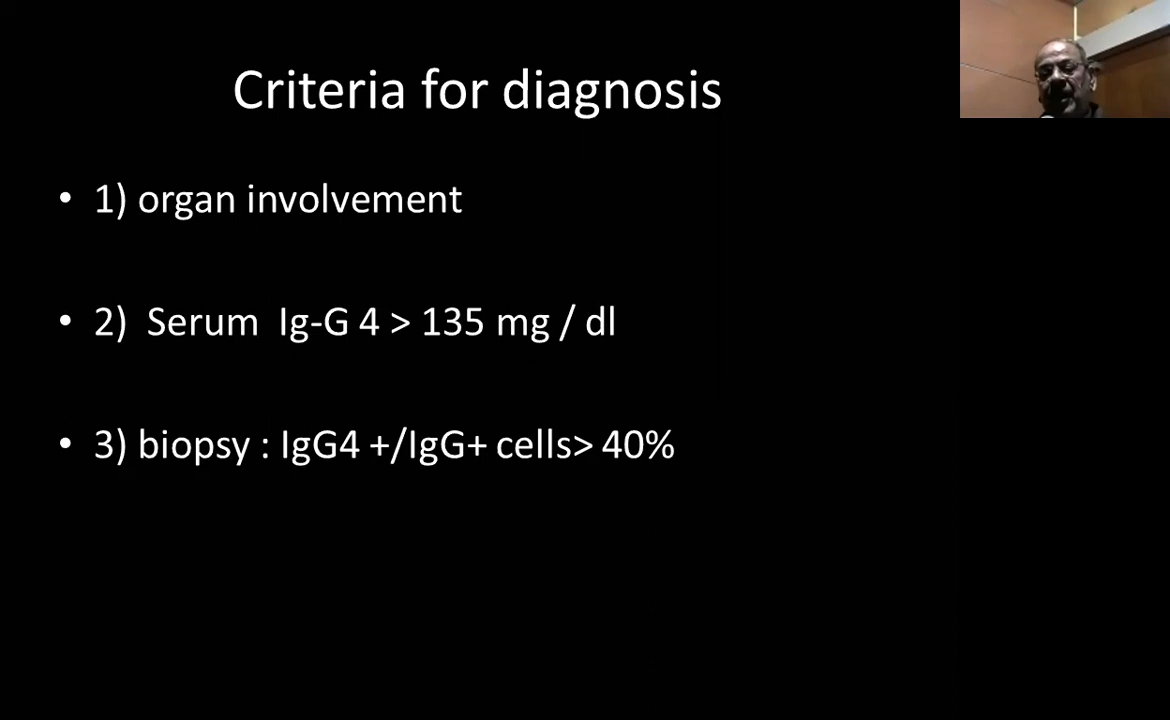 Criteria for diagnosis
• 1) organ involvement
• 2) Serum Ig-G 4 > 135 mg / dl
• 3) biopsy : IgG4 +/IgG+ cells> 40%